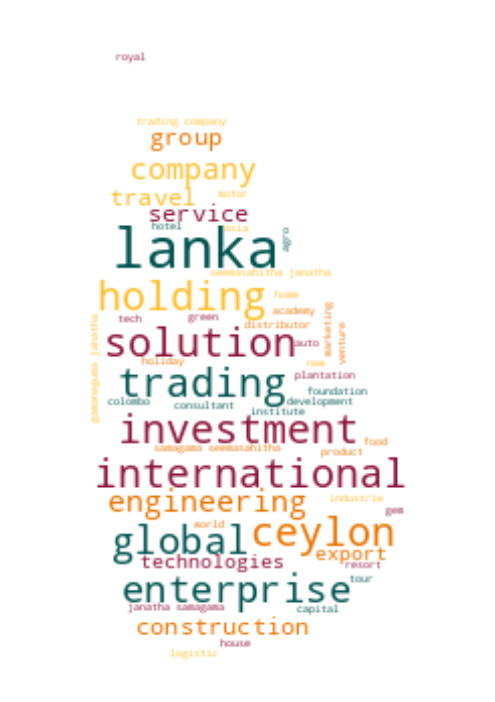 royal
trading company
group
company
travel
motor
service
hotel
asia
agro
lanka
seemasahitha janatha
holding
home
academy
tech
green
distributor
marketing
venture
gamaneguma janatha
solution
auto
holiday
new
plantation
trading
foundation
colombo
consultant
development
institute
investment
food
samagama seemasahitha
product
international
engineering
industrie
gem
world
ceylon
global
export
technologies
resort
tour
enterprise
janatha samagama
capital
construction
house
logistic